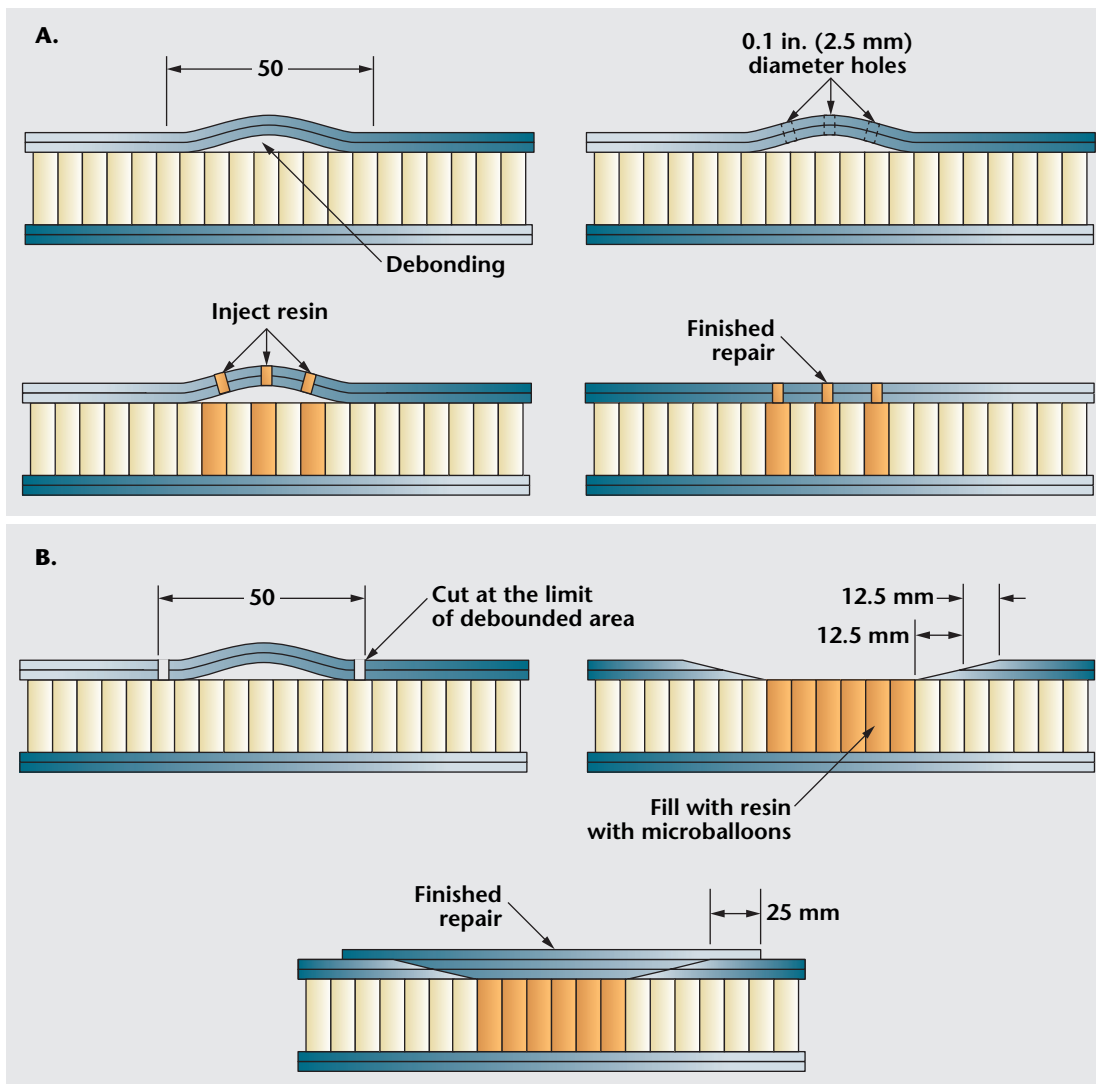 A.
50
Debonding
0.1 in. (2.5 mm)
diameter holes
Inject resin
Finished
repair
B.
50
Cut at the limit
of debounded area
12.5 mm
12.5 mm
Fill with resin
with microballoons
Finished
repair
25 mm